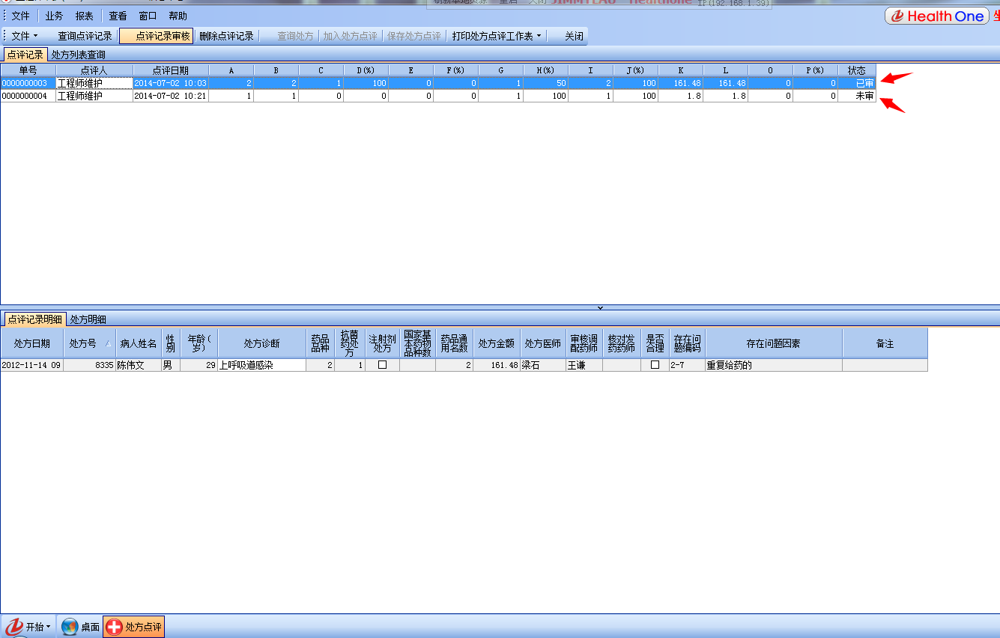 JIMMYLAO Healthone IP(192.168.1.39)
文件 业务 报表 查看 窗口 帮助
Health One
文件 查询点评记录 点评记录审核 删除点评记录 查询处方 加入处方点评 保存处方点评 打印处方点评工作表 关闭
点评记录 处方列表查询
单号 点评人 点评日期 A B C D(%) E F(%) G H(%) I J(%) K L O P(%) 状态
0000000003 工程师维护 2014-07-02 10:03 2 2 1 100 0 0 1 50 2 100 161.48 161.48 0 0 已审
0000000004 工程师维护 2014-07-02 10:21 1 1 0 0 0 0 1 100 1 100 1.8 1.8 0 0 未审
点评记录明细 处方明细
处方日期 处方号 病人姓名 性别 年龄(岁) 处方诊断 药品品种 抗菌药处方 注射剂处方 国家基本药物品种数 药品通用名数 处方金额 处方医师 审核调配药师 核对发药药师 是否合理 存在问题编码 存在问题因素 备注
2012-11-14 09 8335 陈伟文 男 29 上呼吸道感染 2 1 2 161.48 梁石 王谦 2-7 重复给药的
开始 桌面 处方点评